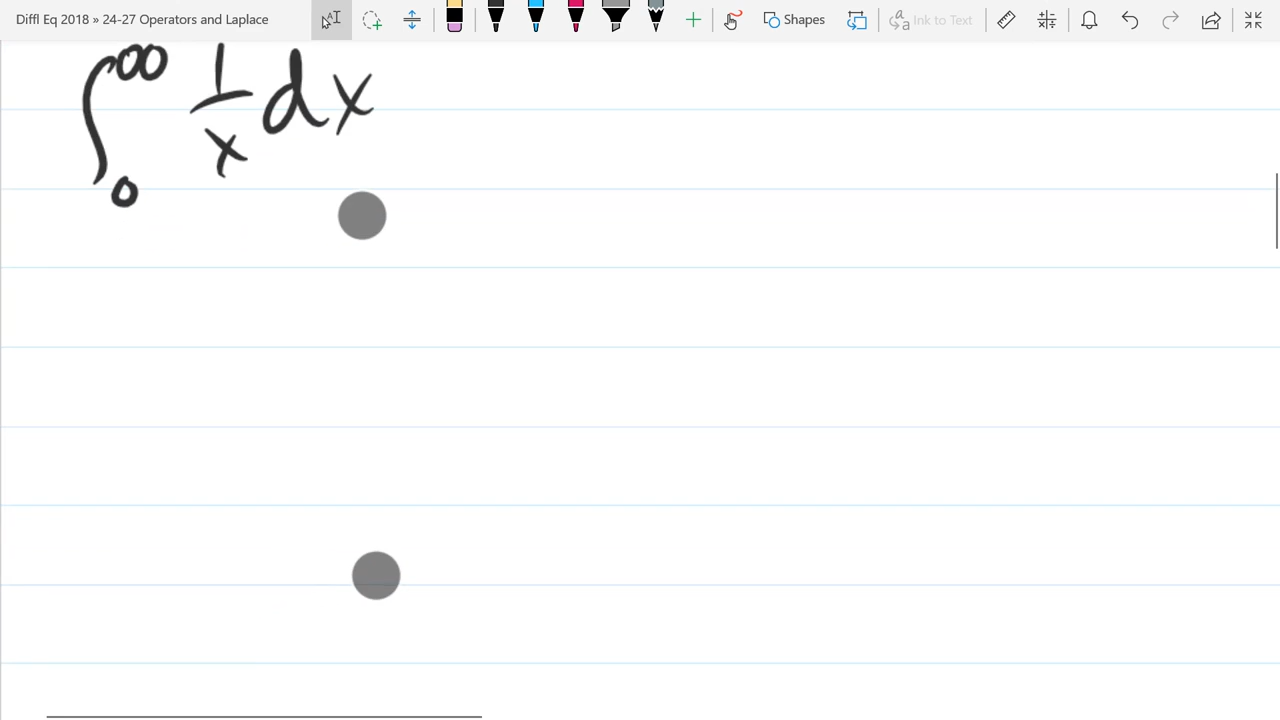 Diffl Eq 2018 » 24-27 Operators and Laplace
Shapes
Ink to Text
∫₀^∞ 1/x dx